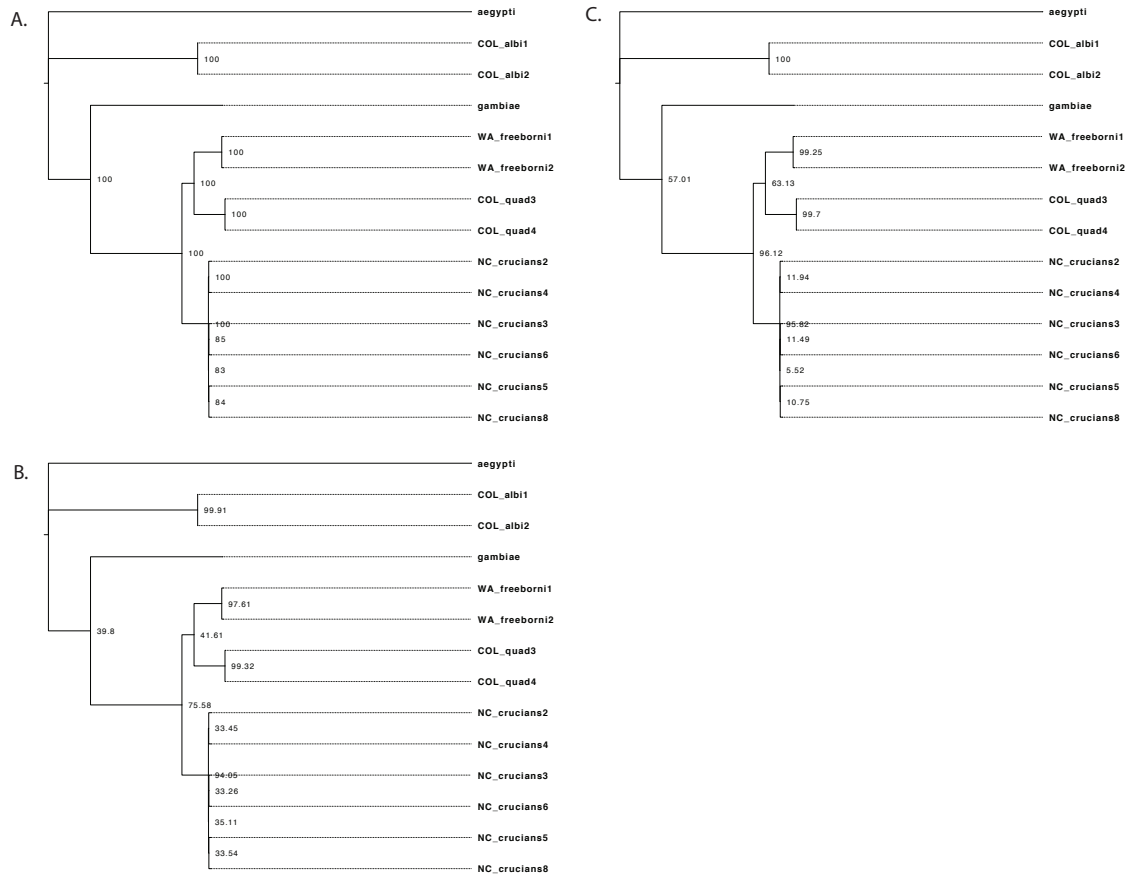 A.
aegypti
COL_albi1
100
COL_albi2
gambiae
WA_freeborni1
100
WA_freeborni2
100
100
COL_quad3
100
COL_quad4
100
NC_crucians2
100
NC_crucians4
100
NC_crucians3
85
NC_crucians6
83
NC_crucians5
84
NC_crucians8
C.
aegypti
COL_albi1
100
COL_albi2
gambiae
WA_freeborni1
99.25
WA_freeborni2
57.01
63.13
COL_quad3
99.7
COL_quad4
96.12
NC_crucians2
11.94
NC_crucians4
95.82
NC_crucians3
11.49
NC_crucians6
5.52
NC_crucians5
10.75
NC_crucians8
B.
aegypti
COL_albi1
99.91
COL_albi2
gambiae
WA_freeborni1
97.61
WA_freeborni2
39.8
41.61
COL_quad3
99.32
COL_quad4
75.58
NC_crucians2
33.45
NC_crucians4
94.05
NC_crucians3
33.26
NC_crucians6
35.11
NC_crucians5
33.54
NC_crucians8